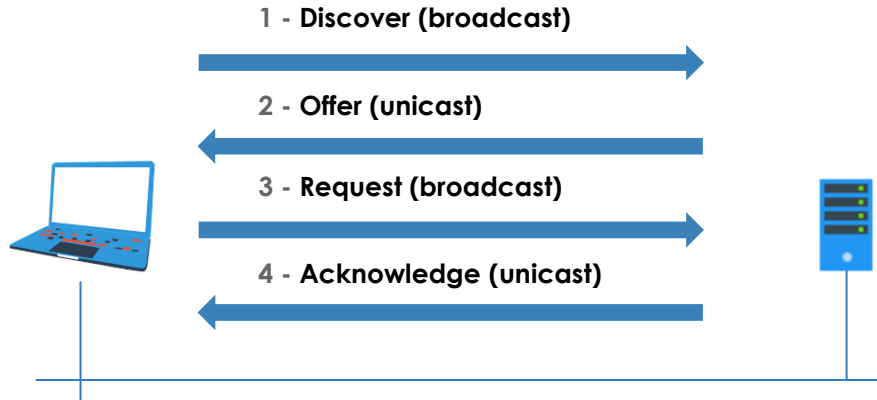 1 - Discover (broadcast)
2 - Offer (unicast)
3 - Request (broadcast)
4 - Acknowledge (unicast)